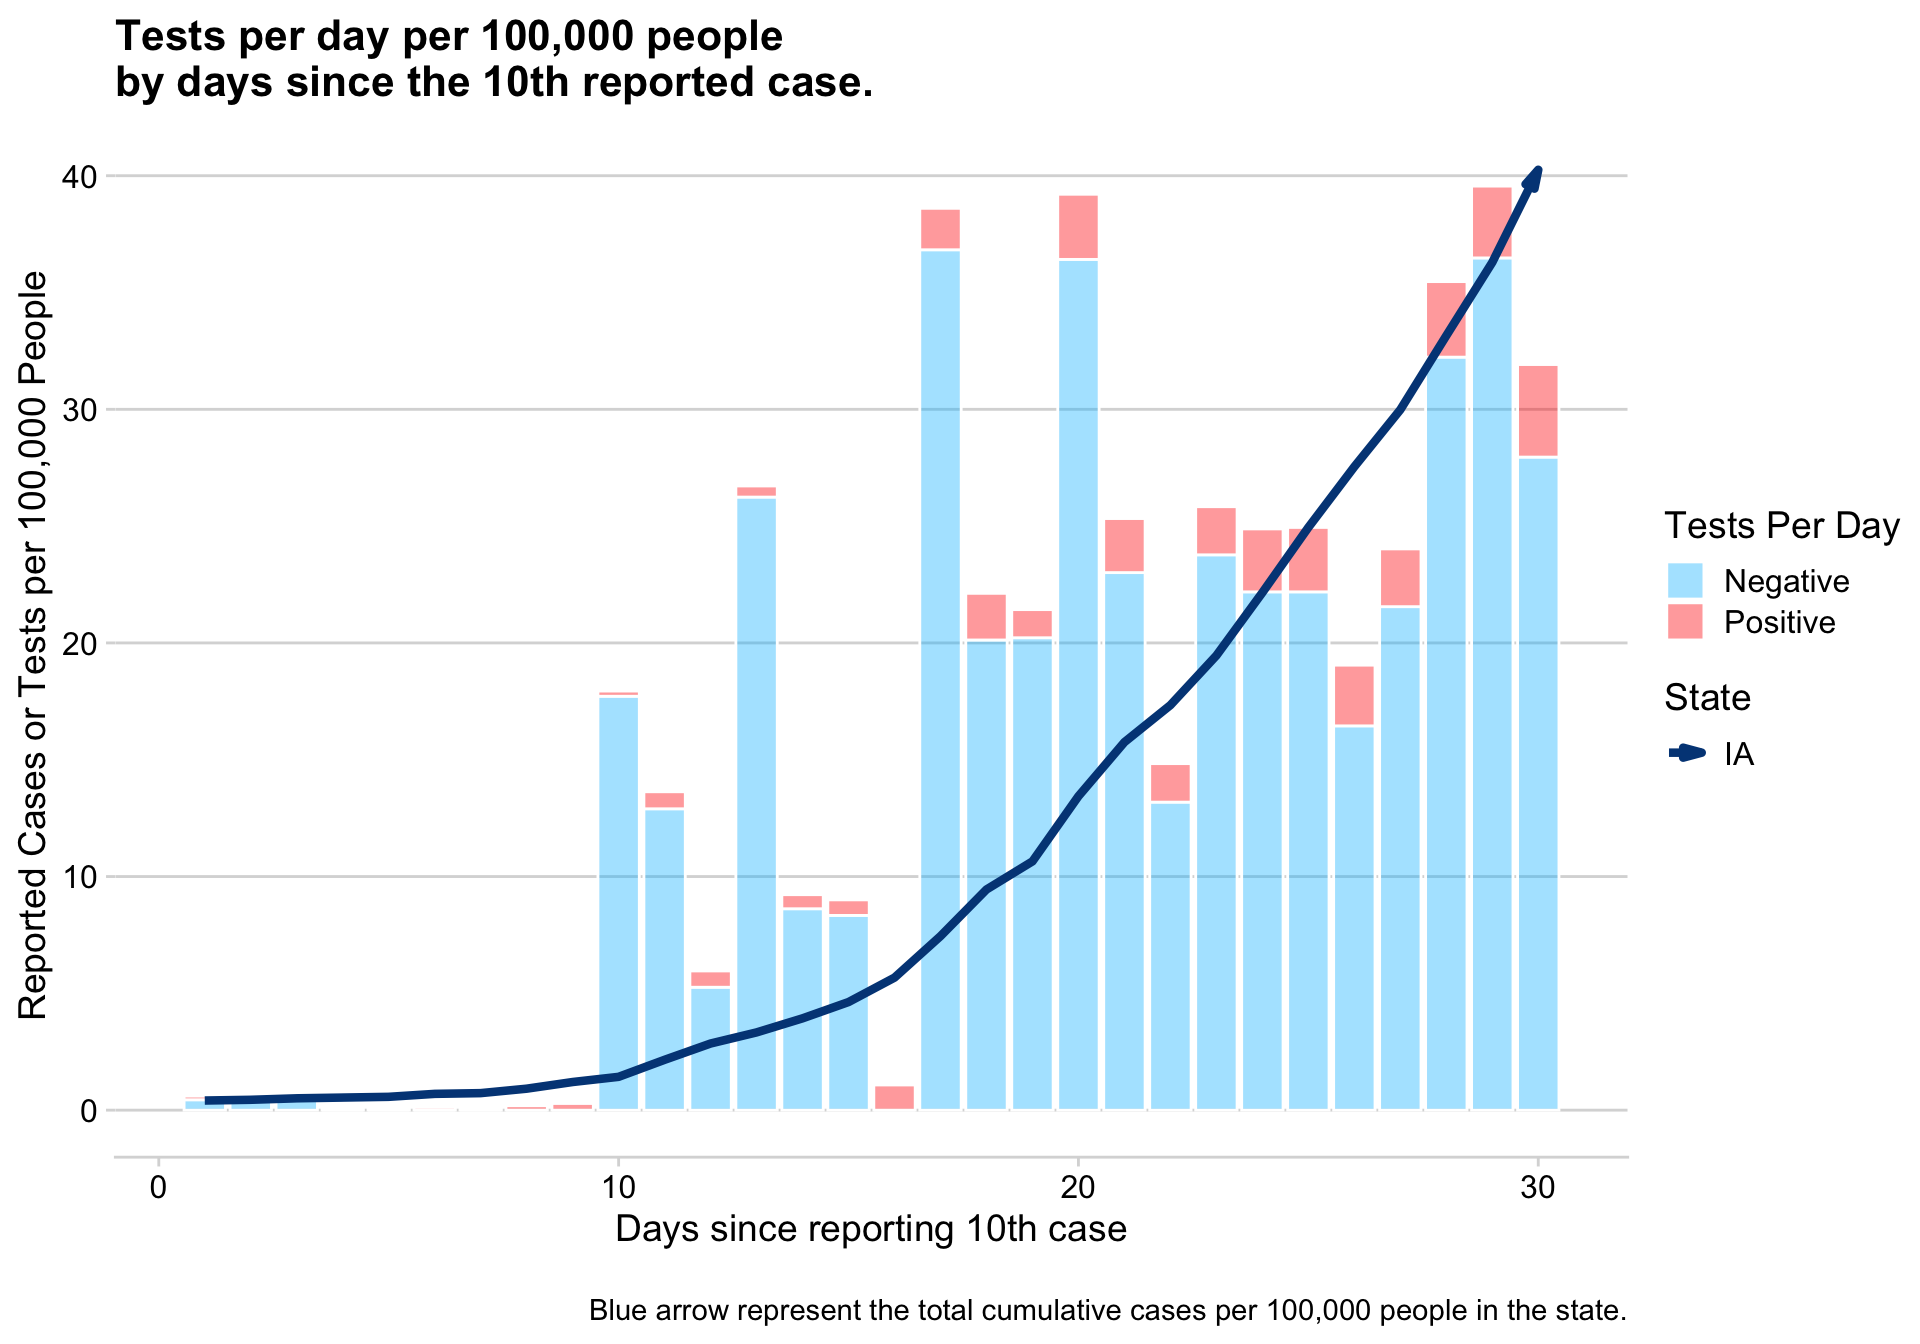 Tests per day per 100,000 people
by days since the 10th reported case.
Reported Cases or Tests per 100,000 People
40
30
20
10
0
0
10
20
30
Days since reporting 10th case
Tests Per Day
Negative
Positive
State
IA
Blue arrow represent the total cumulative cases per 100,000 people in the state.